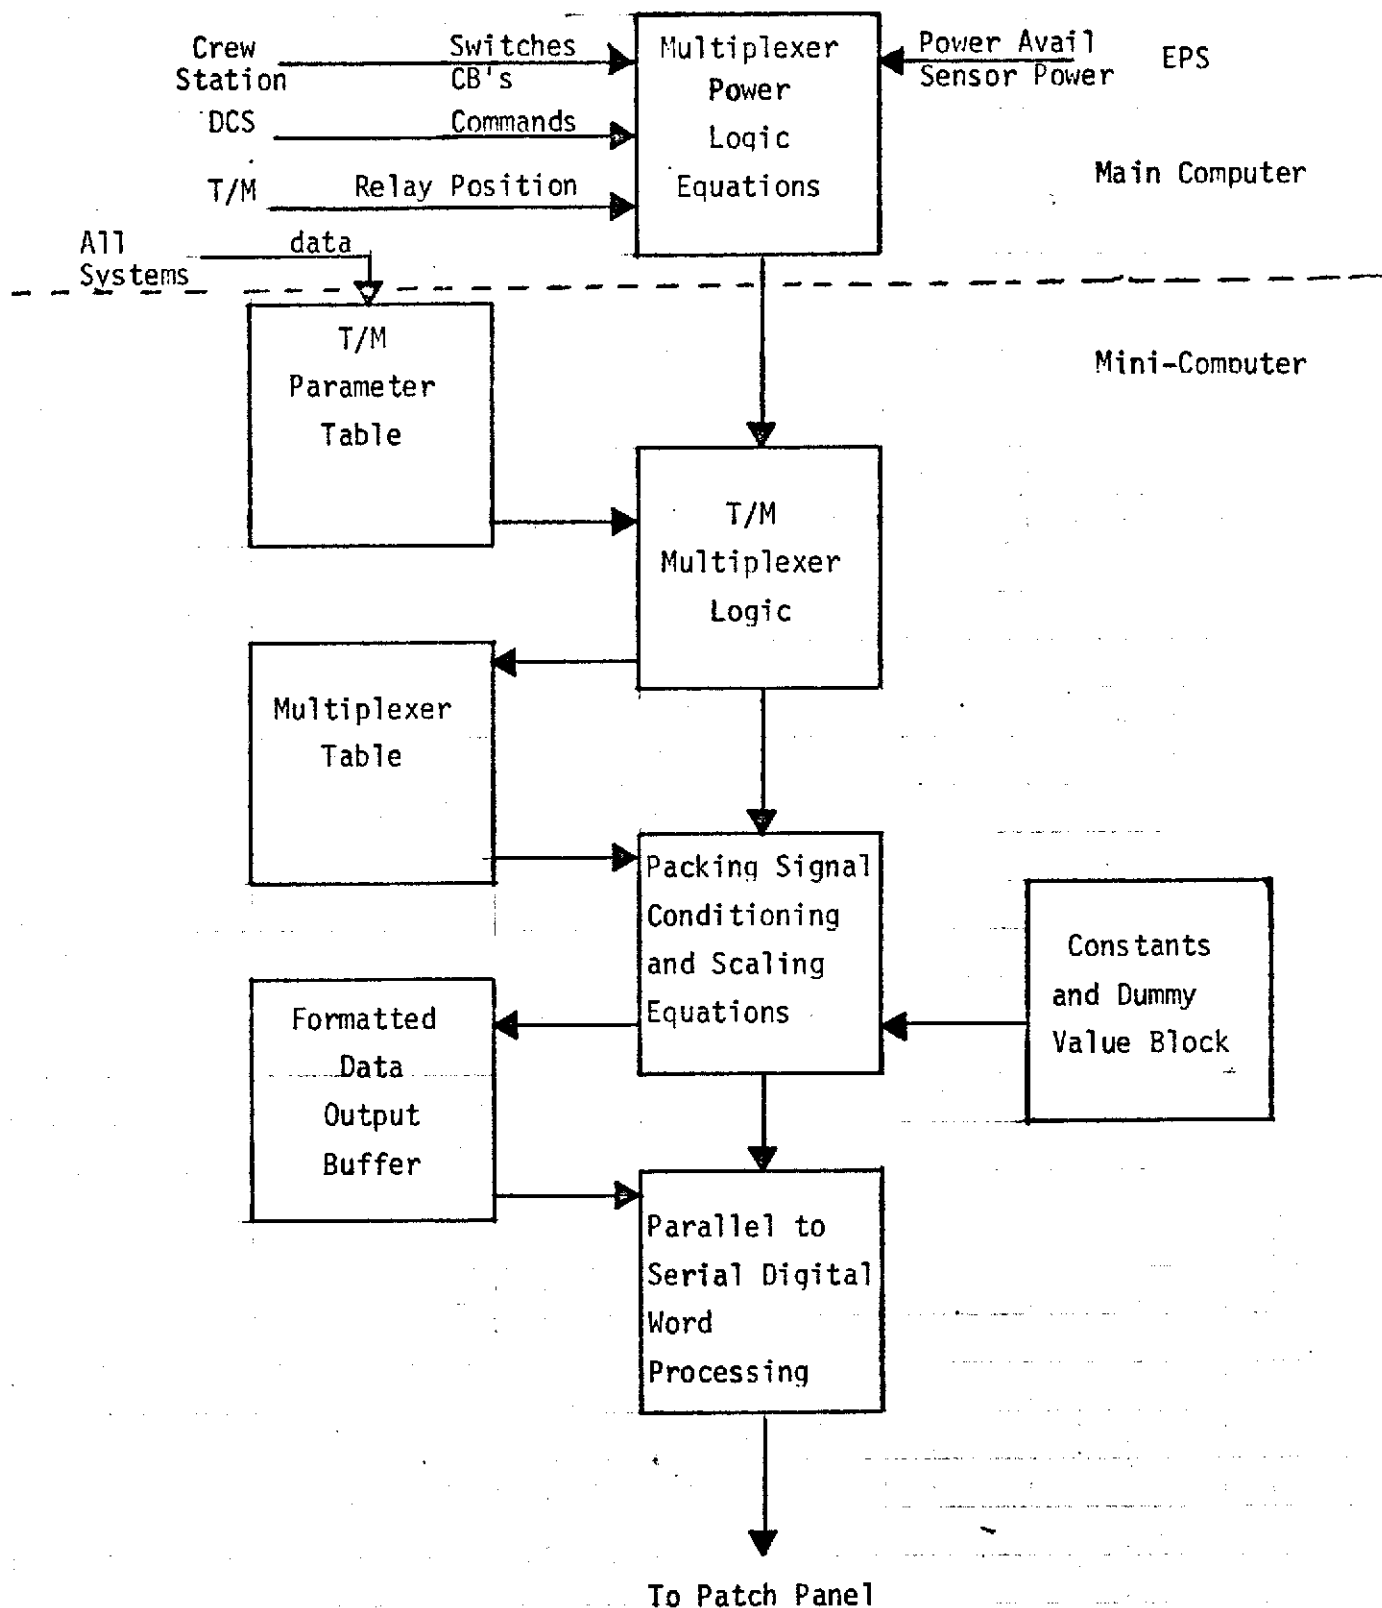 Crew
Station
Switches
CB's
DCS
Commands
T/M
Relay Position
All
Systems
data
Multiplexer
Power
Logic
Equations
Power Avail
Sensor Power
EPS
Main Computer
Mini-Computer
T/M
Parameter
Table
T/M
Multiplexer
Logic
Multiplexer
Table
Packing Signal
Conditioning
and Scaling
Equations
Constants
and Dummy
Value Block
Formatted
Data
Output
Buffer
Parallel to
Serial Digital
Word
Processing
To Patch Panel